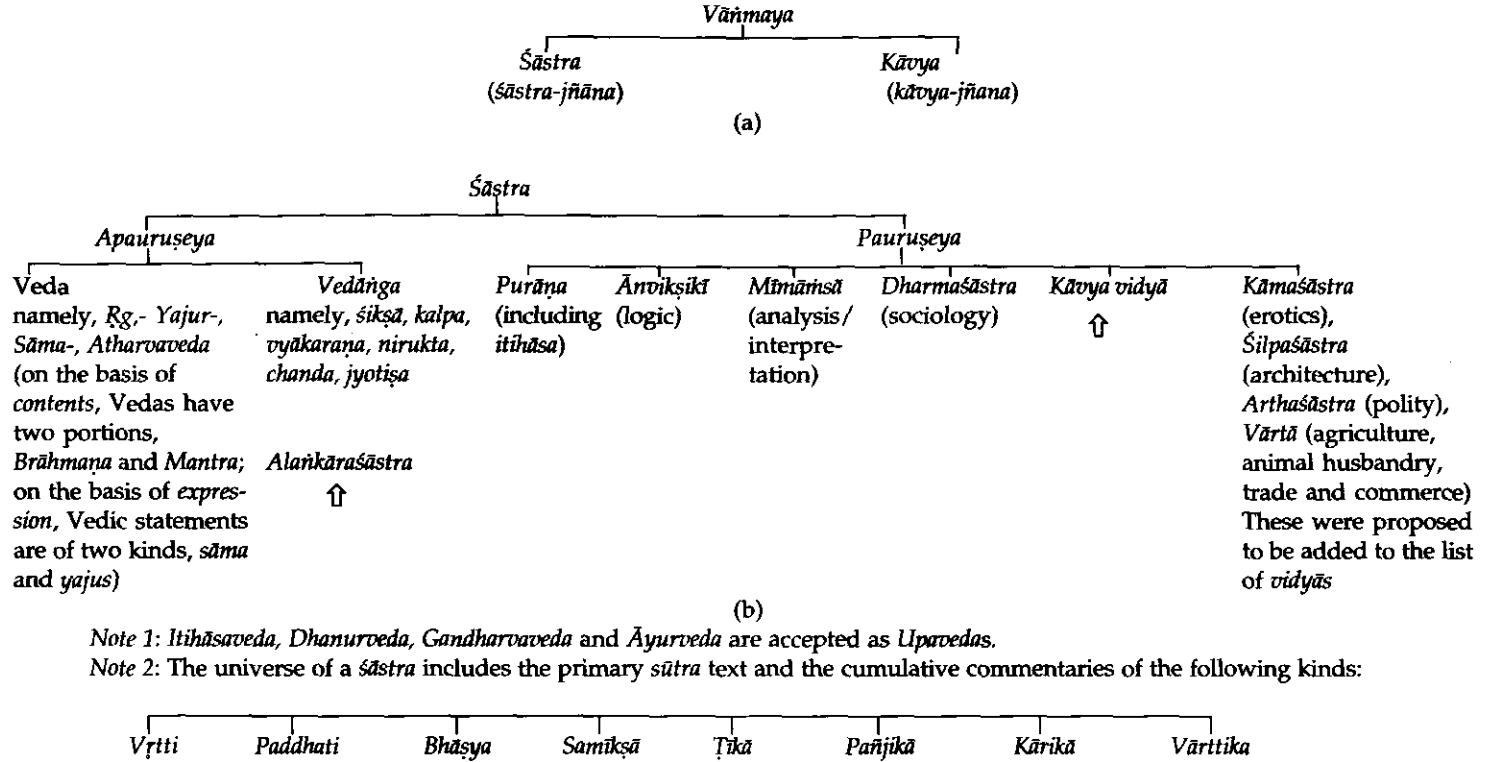 Vāṅmaya
Śāstra Kāvya
(śāstra-jñāna) (kāvya-jñana)
(a)
Śāstra
Apauruṣeya Pauruṣeya
Veda
namely, Ṛg,- Yajur-,
Sāma-, Atharvaveda
(on the basis of
contents, Vedas have
two portions,
Brāhmaṇa and Mantra;
on the basis of expres-
sion, Vedic statements
are of two kinds, sāma
and yajus)
Vedāṅga
namely, śikṣā, kalpa,
vyākaraṇa, nirukta,
chanda, jyotiṣa
Alaṅkāraśāstra
⇧
Purāṇa
(including
itihāsa)
Ānvikṣikī
(logic)
Mīmāṁsā
(analysis/
interpre-
tation)
Dharmaśāstra
(sociology)
Kāvya vidyā
⇧
Kāmaśāstra
(erotics),
Śilpaśāstra
(architecture),
Arthaśāstra (polity),
Vārtā (agriculture,
animal husbandry,
trade and commerce)
These were proposed
to be added to the list
of vidyās
(b)
Note 1: Itihāsaveda, Dhanurveda, Gandharvaveda and Āyurveda are accepted as Upavedas.
Note 2: The universe of a śāstra includes the primary sūtra text and the cumulative commentaries of the following kinds:
Vṛtti Paddhati Bhāṣya Samīkṣā Ṭīkā Pañjikā Kārikā Vārttika